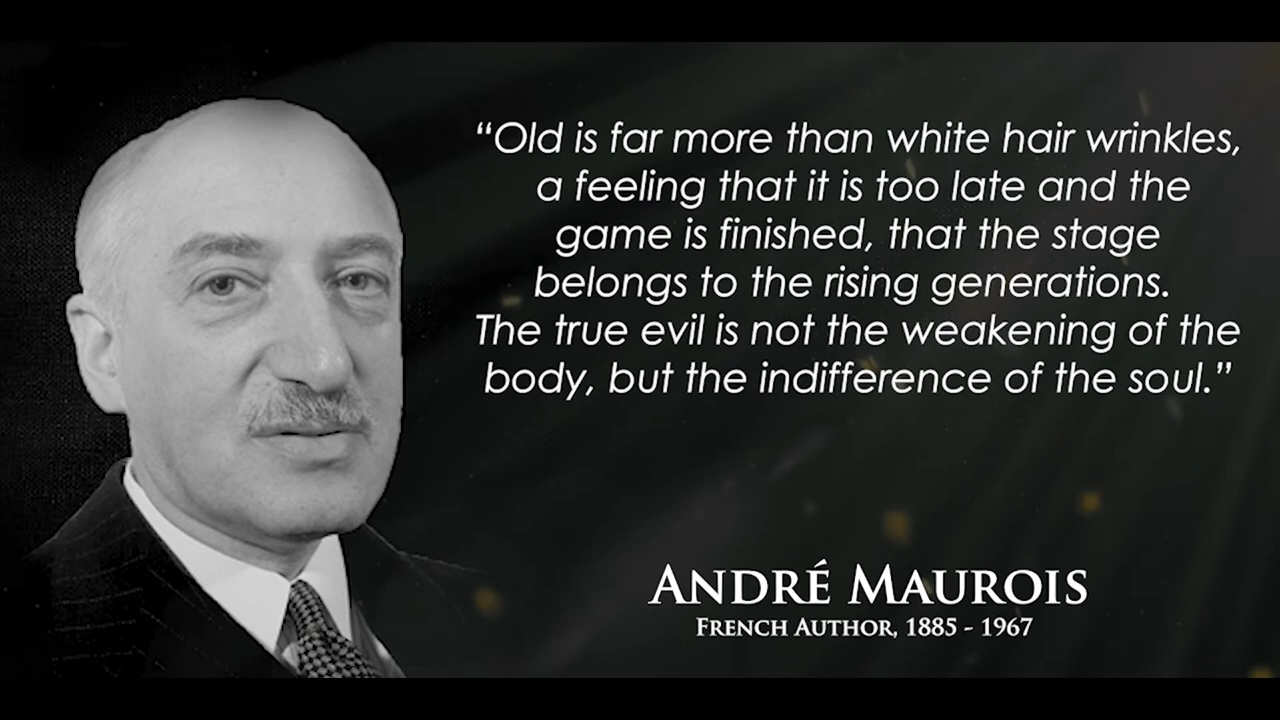 “Old is far more than white hair wrinkles,
a feeling that it is too late and the
game is finished, that the stage
belongs to the rising generations.
The true evil is not the weakening of the
body, but the indifference of the soul.”
André Maurois
French Author, 1885 - 1967